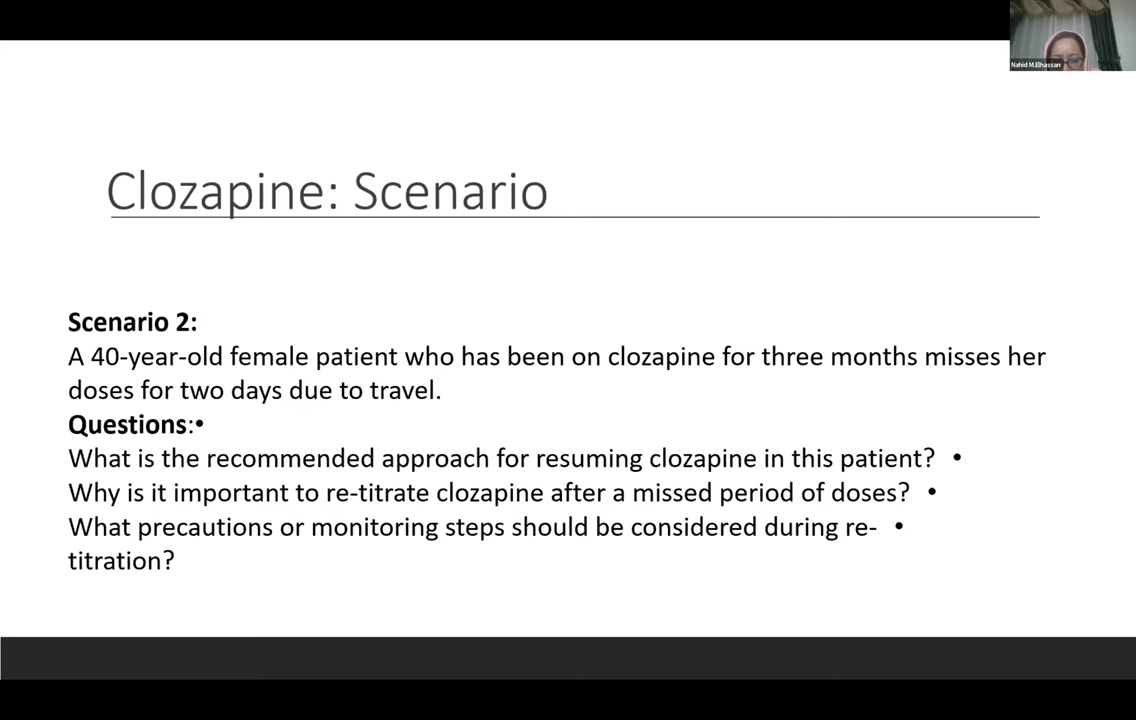 Nahid M.Elhassan
Clozapine: Scenario
Scenario 2:
A 40-year-old female patient who has been on clozapine for three months misses her
doses for two days due to travel.
Questions:•
What is the recommended approach for resuming clozapine in this patient? •
Why is it important to re-titrate clozapine after a missed period of doses? •
What precautions or monitoring steps should be considered during re- •
titration?